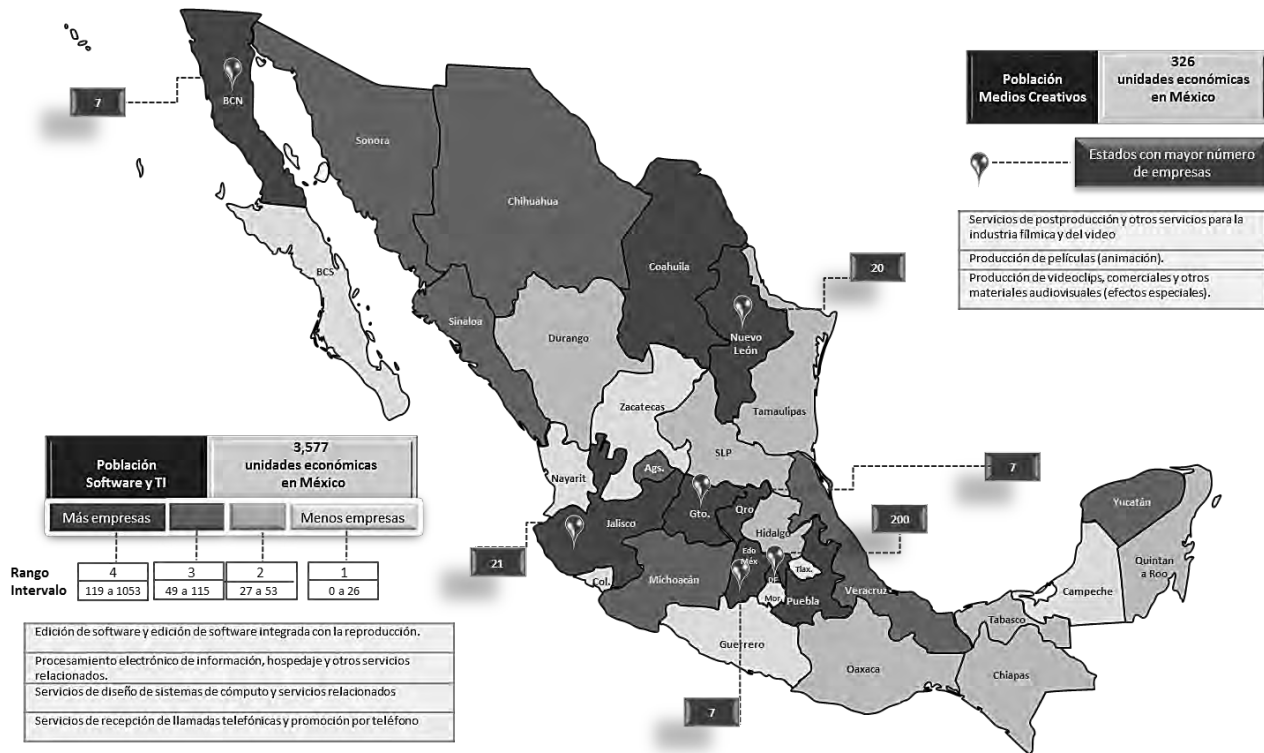 7
BCN
Sonora
Chihuahua
BCS
Sinaloa
Durango
Coahuila
Nuevo
León
20
Tamaulipas
Zacatecas
SLP
Nayarit
Ags.
Jalisco
Gto.
Qro
Hidalgo
7
200
21
Col.
Michoacán
Edo
Méx
DF
Tlax.
Mor.
Puebla
Veracruz
Guerrero
Oaxaca
7
Tabasco
Chiapas
Campeche
Yucatán
Quintan
a Roo
Población
Medios Creativos
326
unidades económicas
en México
Estados con mayor número
de empresas
Servicios de postproducción y otros servicios para la
industria fílmica y del video
Producción de películas (animación).
Producción de videoclips, comerciales y otros
materiales audiovisuales (efectos especiales).
Población
Software y TI
3,577
unidades económicas
en México
Más empresas
Menos empresas
Rango 4 3 2 1
Intervalo 119 a 1053 49 a 115 27 a 53 0 a 26
Edición de software y edición de software integrada con la reproducción.
Procesamiento electrónico de información, hospedaje y otros servicios
relacionados.
Servicios de diseño de sistemas de cómputo y servicios relacionados
Servicios de recepción de llamadas telefónicas y promoción por teléfono